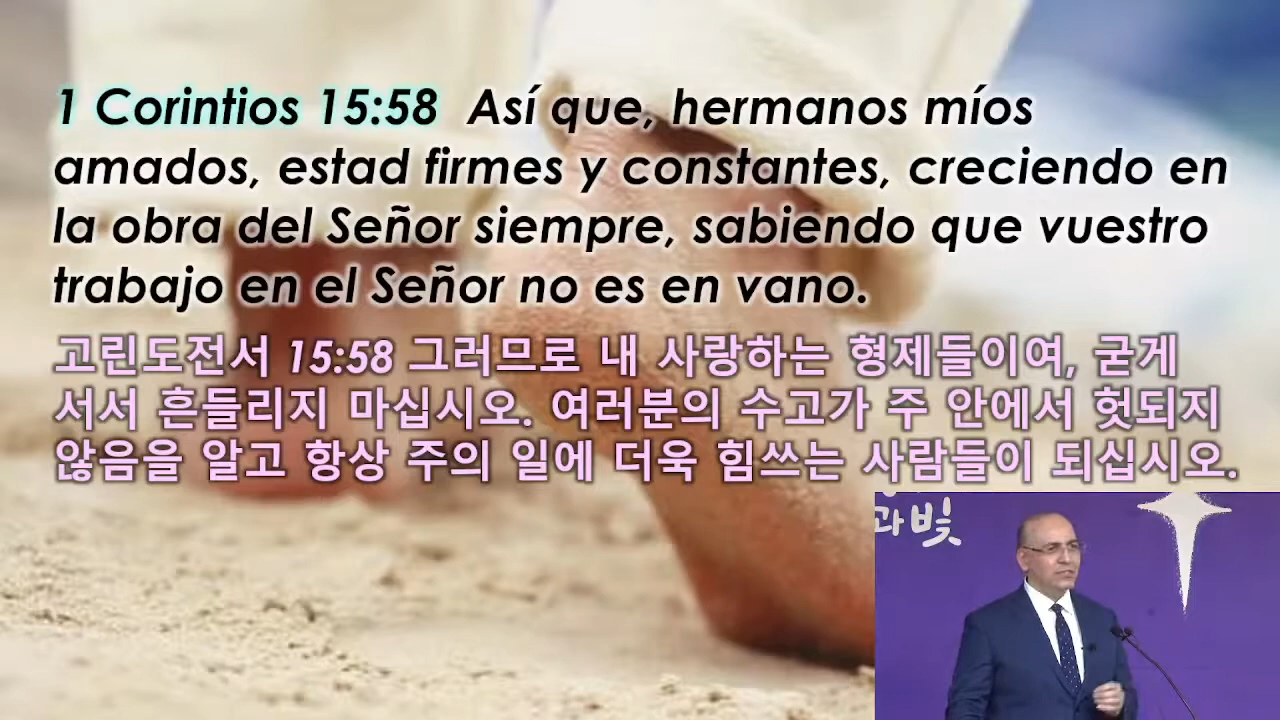 1 Corintios 15:58 Así que, hermanos míos
amados, estad firmes y constantes, creciendo en
la obra del Señor siempre, sabiendo que vuestro
trabajo en el Señor no es en vano.
고린도전서 15:58 그러므로 내 사랑하는 형제들이여, 굳게
서서 흔들리지 마십시오. 여러분의 수고가 주 안에서 헛되지
않음을 알고 항상 주의 일에 더욱 힘쓰는 사람들이 되십시오.
과빛